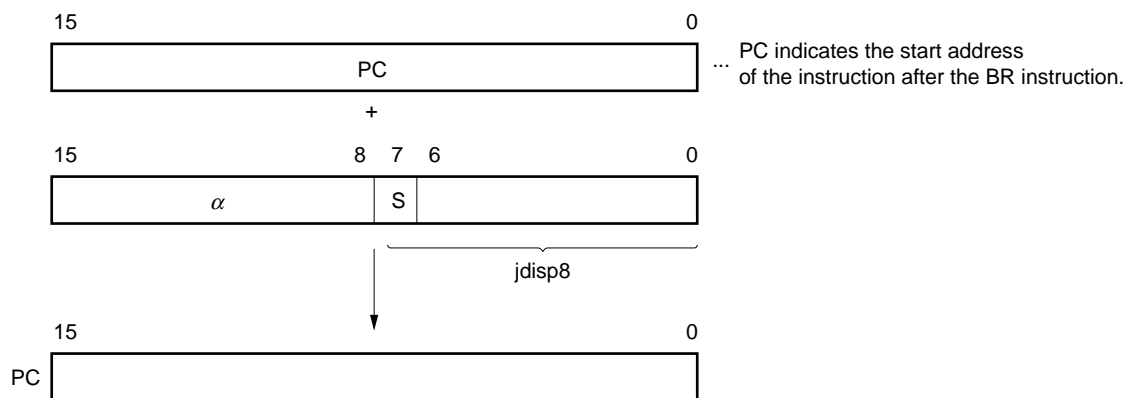 15 0
PC
... PC indicates the start address
of the instruction after the BR instruction.
+
15 8 7 6 0
α S
jdisp8
15 0
PC